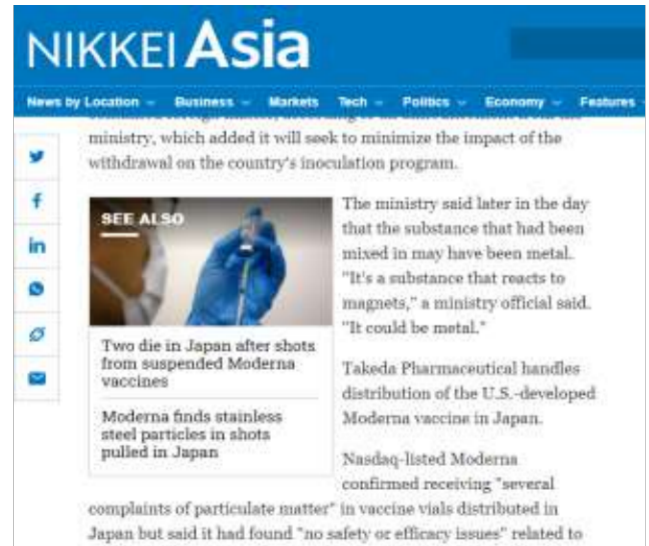 NIKKEI Asia
News by Location Business Markets Tech Politics Economy Features
ministry, which added it will seek to minimize the impact of the
withdrawal on the country's inoculation program.
SEE ALSO
Two die in Japan after shots
from suspended Moderna
vaccines
Moderna finds stainless
steel particles in shots
pulled in Japan
The ministry said later in the day
that the substance that had been
mixed in may have been metal.
"It's a substance that reacts to
magnets," a ministry official said.
"It could be metal."
Takeda Pharmaceutical handles
distribution of the U.S.-developed
Moderna vaccine in Japan.
Nasdaq-listed Moderna
confirmed receiving "several
complaints of particulate matter" in vaccine vials distributed in
Japan but said it had found "no safety or efficacy issues" related to